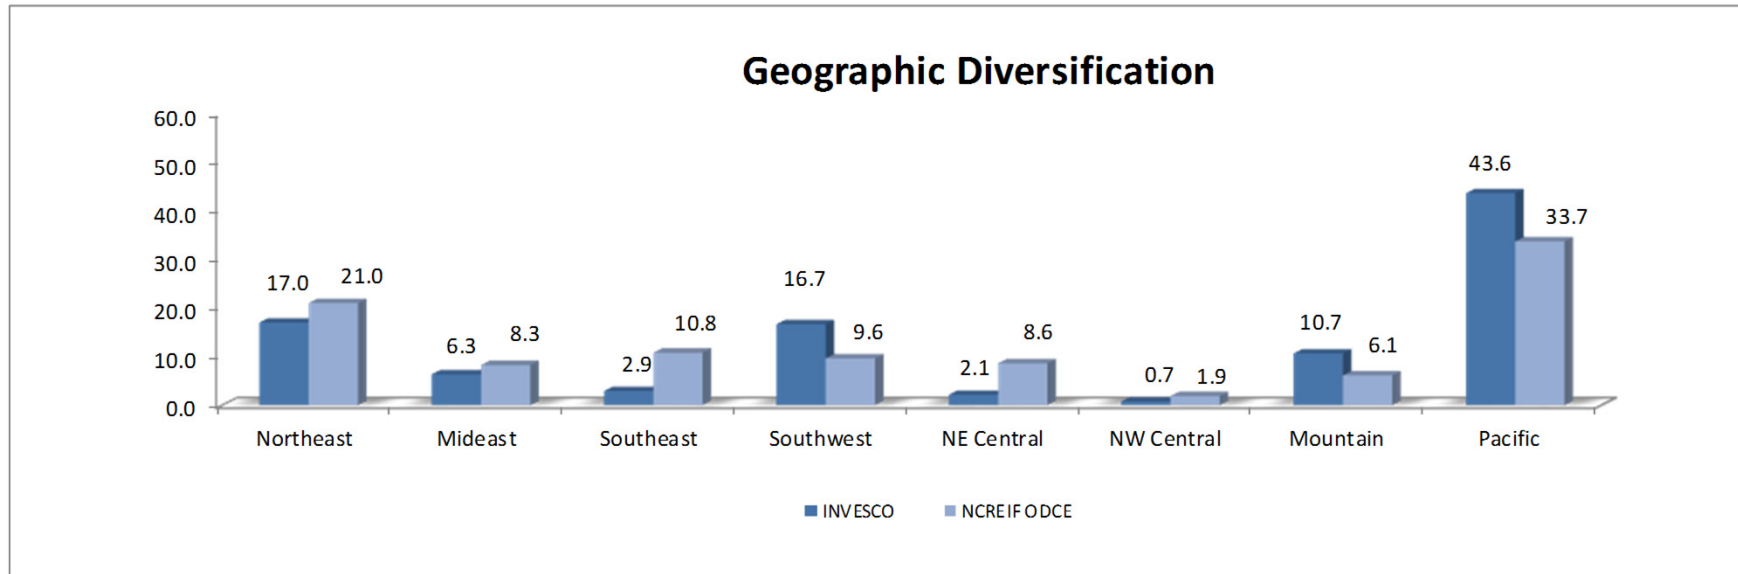 Geographic Diversification
60.0
50.0
40.0
30.0
20.0
10.0
0.0
17.0
21.0
6.3
8.3
2.9
10.8
16.7
9.6
2.1
8.6
0.7
1.9
10.7
6.1
43.6
33.7
Northeast
Mideast
Southeast
Southwest
NE Central
NW Central
Mountain
Pacific
INVESCO
NCREIF ODCE